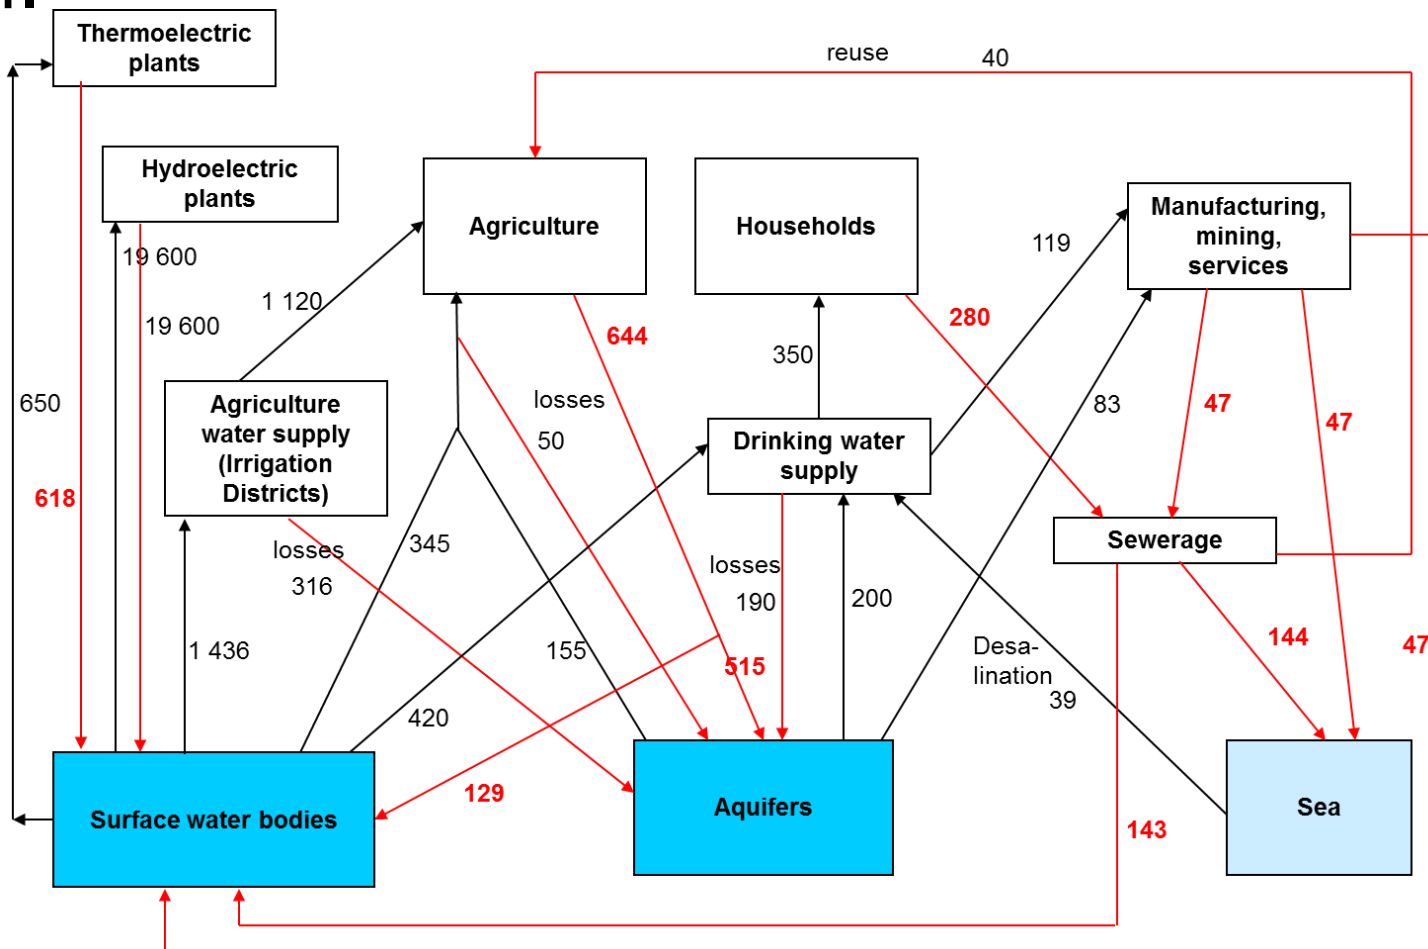 Thermoelectric
plants
reuse 40
Hydroelectric
plants
Agriculture
Households
Manufacturing,
mining,
services
19 600
119
1 120
19 600
280
644
350
650
Agriculture
water supply
(Irrigation
Districts)
losses
50
83
47
47
Drinking water
supply
618
losses
316
345
Sewerage
losses
190
200
1 436
155
515
Desa-
lination
39
144
47
420
129
143
Surface water bodies
Aquifers
Sea